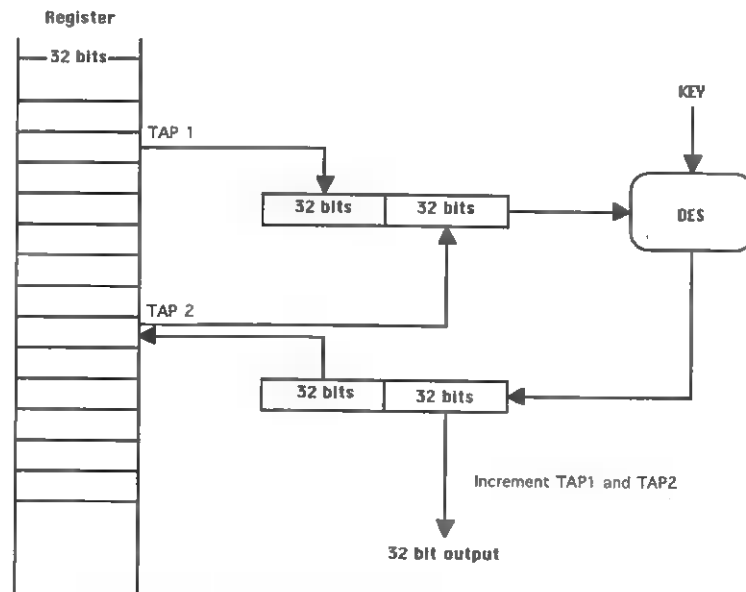 Register
32 bits
KEY
TAP 1
32 bits 32 bits
DES
TAP 2
32 bits 32 bits
Increment TAP1 and TAP2
32 bit output